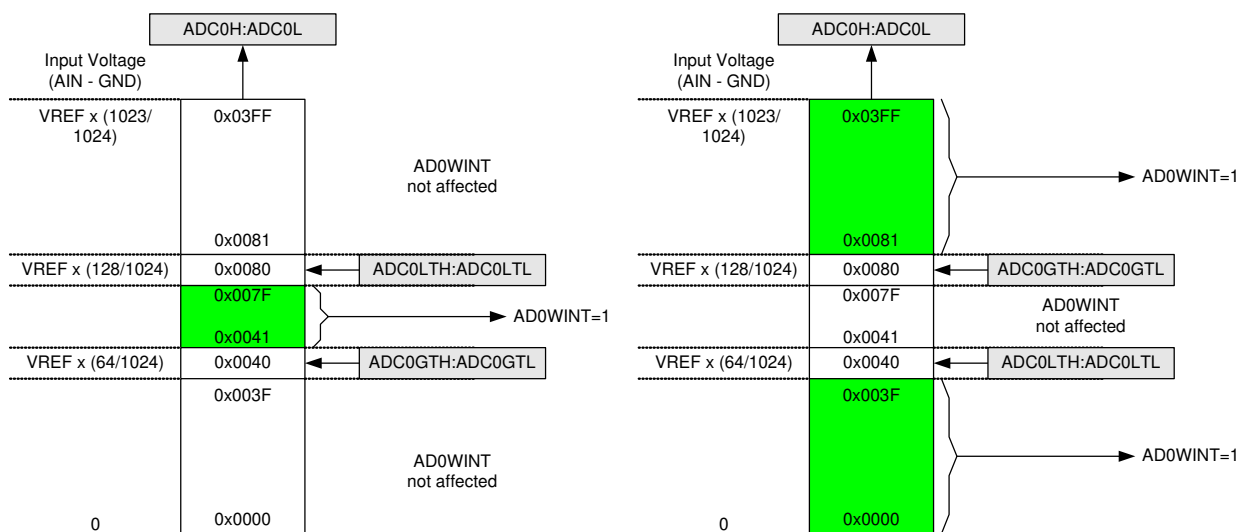 ADC0H:ADC0L
Input Voltage
(AIN - GND)
VREF x (1023/
1024)
0x03FF
AD0WINT
not affected
0x0081
VREF x (128/1024)
0x0080
ADC0LTH:ADC0LTL
0x007F
AD0WINT=1
0x0041
VREF x (64/1024)
0x0040
ADC0GTH:ADC0GTL
0x003F
AD0WINT
not affected
0
0x0000
ADC0H:ADC0L
Input Voltage
(AIN - GND)
VREF x (1023/
1024)
0x03FF
AD0WINT=1
0x0081
VREF x (128/1024)
0x0080
ADC0GTH:ADC0GTL
0x007F
AD0WINT
not affected
0x0041
VREF x (64/1024)
0x0040
ADC0LTH:ADC0LTL
0x003F
AD0WINT=1
0
0x0000